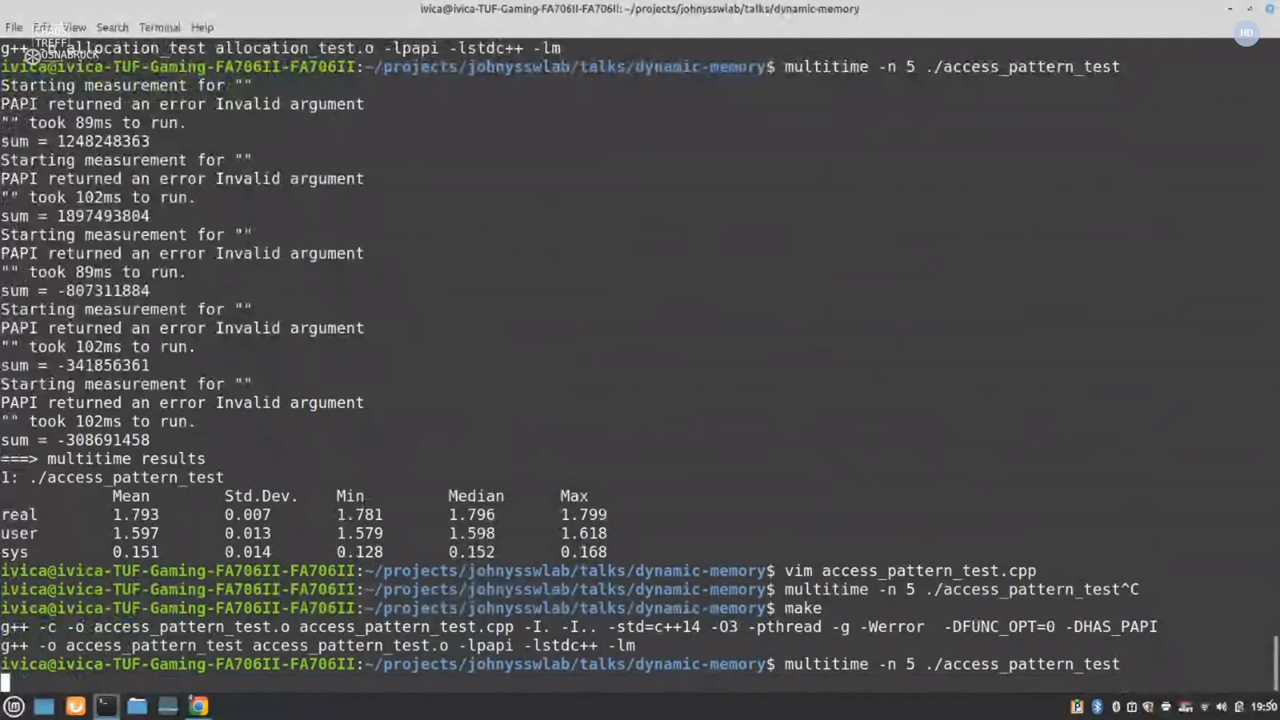 ivica@ivica-TUF-Gaming-FA706II-FA706II: ~/projects/johnysswlab/talks/dynamic-memory
File Edit View Search Terminal Help
HD
TREFF
OSNABRÜCK
g++ -o allocation_test allocation_test.o -lpapi -lstdc++ -lm
ivica@ivica-TUF-Gaming-FA706II-FA706II:~/projects/johnysswlab/talks/dynamic-memory$ multitime -n 5 ./access_pattern_test
Starting measurement for ""
PAPI returned an error Invalid argument
"" took 89ms to run.
sum = 1248248363
Starting measurement for ""
PAPI returned an error Invalid argument
"" took 102ms to run.
sum = 1897493804
Starting measurement for ""
PAPI returned an error Invalid argument
"" took 89ms to run.
sum = -807311884
Starting measurement for ""
PAPI returned an error Invalid argument
"" took 102ms to run.
sum = -341856361
Starting measurement for ""
PAPI returned an error Invalid argument
"" took 102ms to run.
sum = -308691458
===> multitime results
1: ./access_pattern_test
Mean Std.Dev. Min Median Max
real 1.793 0.007 1.781 1.796 1.799
user 1.597 0.013 1.579 1.598 1.618
sys 0.151 0.014 0.128 0.152 0.168
ivica@ivica-TUF-Gaming-FA706II-FA706II:~/projects/johnysswlab/talks/dynamic-memory$ vim access_pattern_test.cpp
ivica@ivica-TUF-Gaming-FA706II-FA706II:~/projects/johnysswlab/talks/dynamic-memory$ multitime -n 5 ./access_pattern_test^C
ivica@ivica-TUF-Gaming-FA706II-FA706II:~/projects/johnysswlab/talks/dynamic-memory$ make
g++ -c -o access_pattern_test.o access_pattern_test.cpp -I. -I.. -std=c++14 -O3 -pthread -g -Werror -DFUNC_OPT=0 -DHAS_PAPI
g++ -o access_pattern_test access_pattern_test.o -lpapi -lstdc++ -lm
ivica@ivica-TUF-Gaming-FA706II-FA706II:~/projects/johnysswlab/talks/dynamic-memory$ multitime -n 5 ./access_pattern_test
19:50